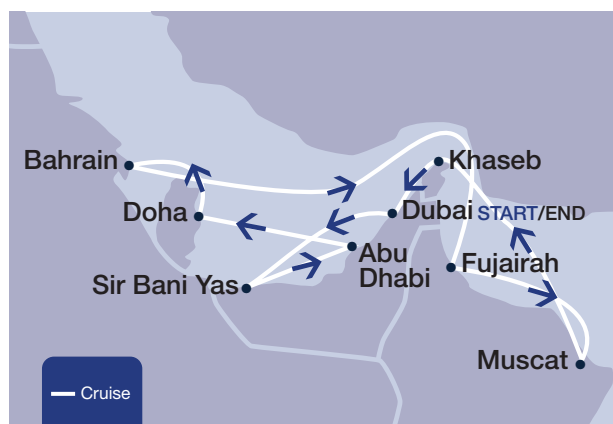 Bahrain
Khaseb
Doha
Dubai START/END
Abu
Dhabi
Fujairah
Sir Bani Yas
Muscat
Cruise